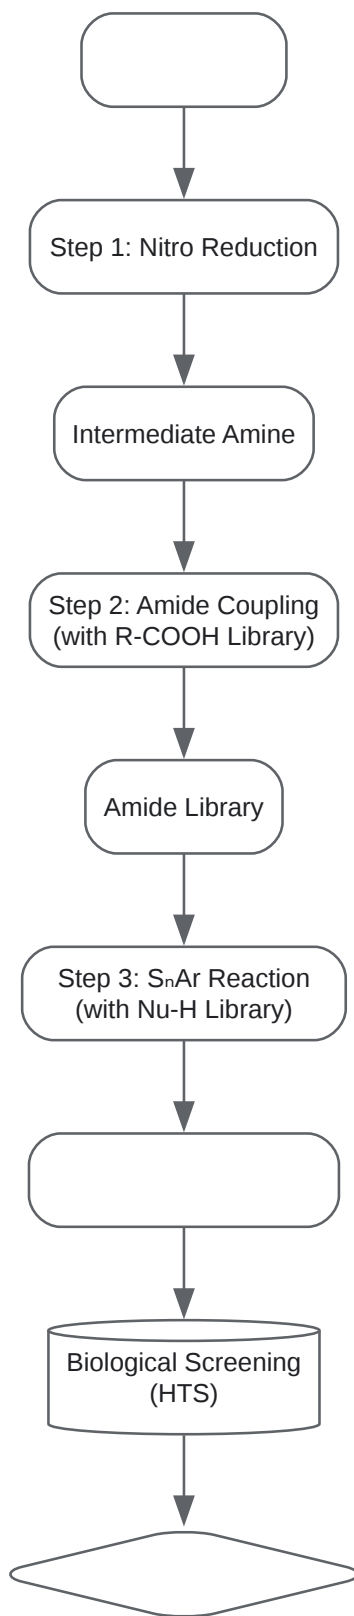 Step 1: Nitro Reduction
Intermediate Amine
Step 2: Amide Coupling
(with R-COOH Library)
Amide Library
Step 3: SₙAr Reaction
(with Nu-H Library)
Biological Screening
(HTS)